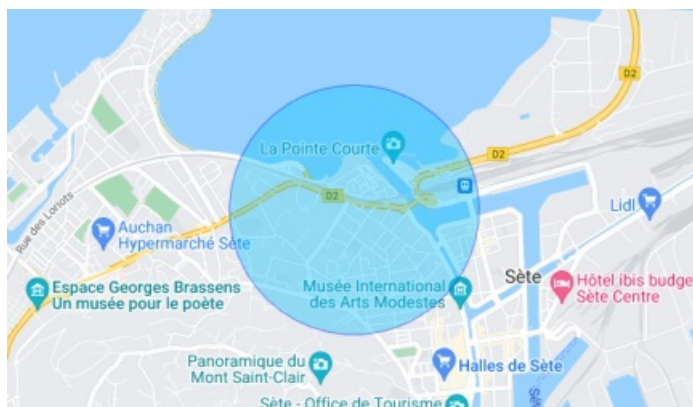 D2
La Pointe Courte
D2
D2
Rue des Loriots
Auchan
Hypermarché Sète
Lidl
Espace Georges Brassens
Un musée pour le poète
Musée International
des Arts Modestes
Sète
Hôtel ibis budge
Sète Centre
Panoramique du
Mont Saint-Clair
Halles de Sète
Sète - Office de Tourisme